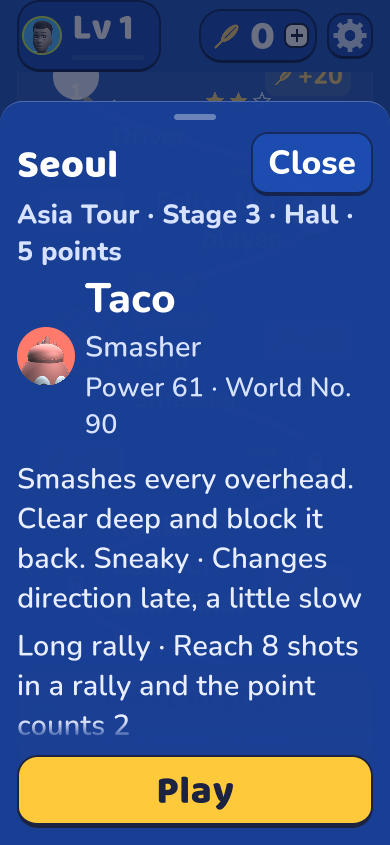 Lv 1
0
+20
Seoul
Close
Asia Tour · Stage 3 · Hall ·
5 points
Taco
Smasher
Power 61 · World No.
90
Smashes every overhead.
Clear deep and block it
back. Sneaky · Changes
direction late, a little slow
Long rally · Reach 8 shots
in a rally and the point
counts 2
Play